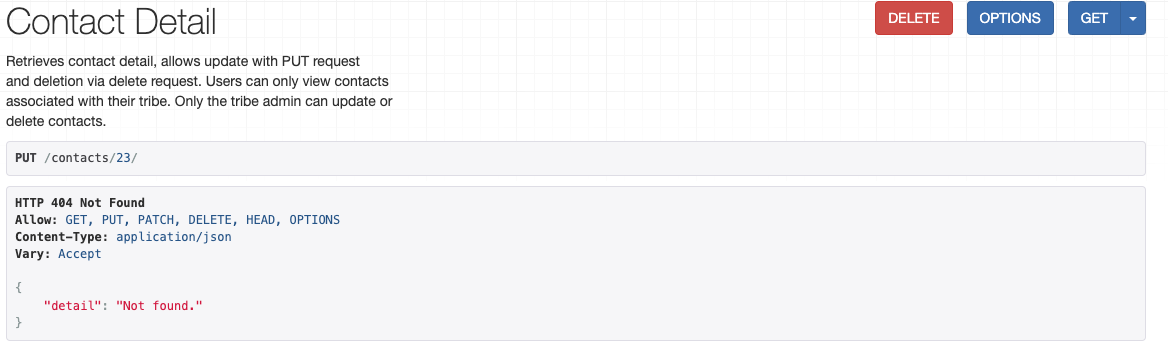 Contact Detail
DELETE
OPTIONS
GET
Retrieves contact detail, allows update with PUT request
and deletion via delete request. Users can only view contacts
associated with their tribe. Only the tribe admin can update or
delete contacts.
PUT /contacts/23/
HTTP 404 Not Found
Allow: GET, PUT, PATCH, DELETE, HEAD, OPTIONS
Content-Type: application/json
Vary: Accept
{
    "detail": "Not found."
}